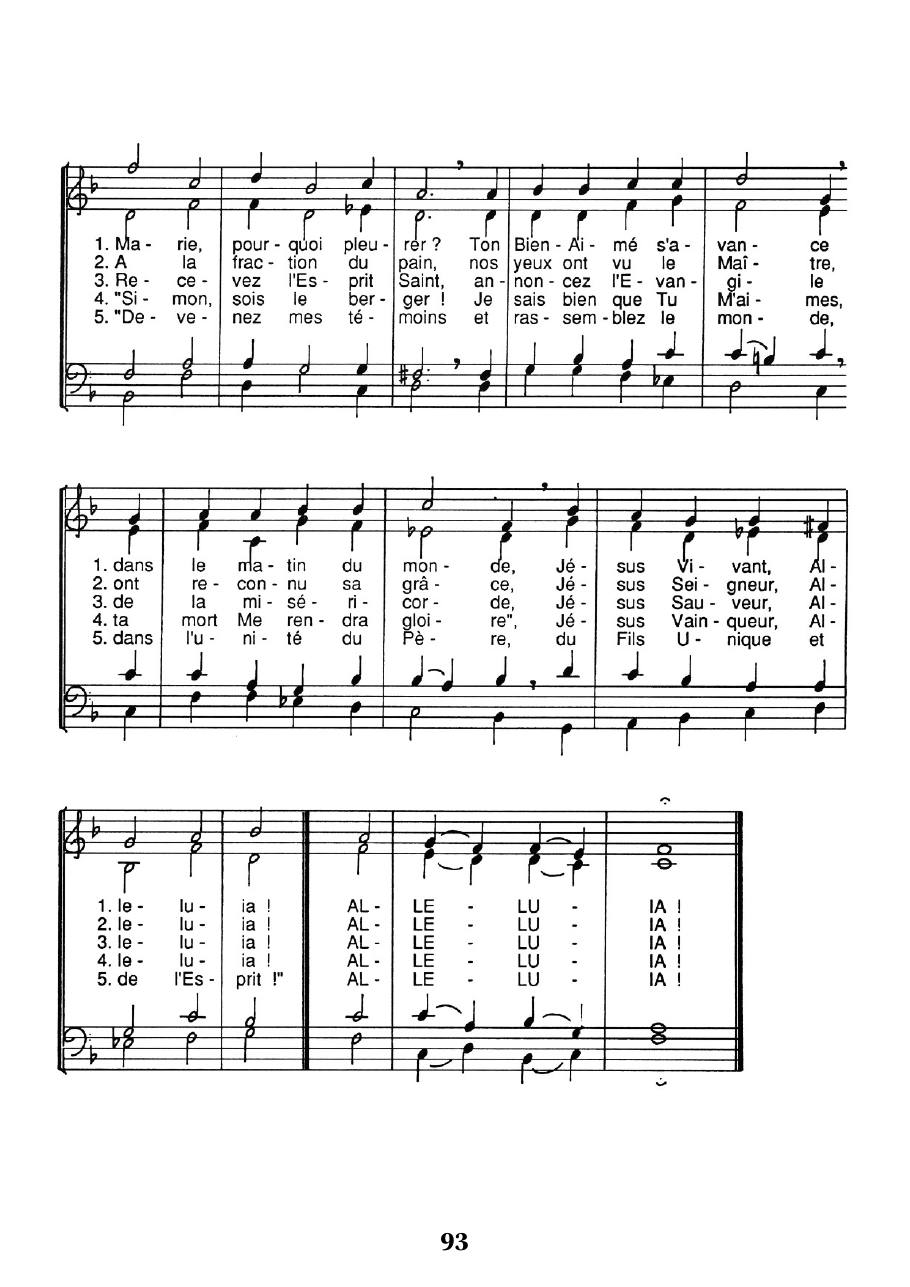 1. Ma - rie, pour - quoi pleu - rer ? Ton Bien - Ai - mé s'a - van - ce
2. A la frac - tion du pain, nos yeux ont vu le Maî - tre,
3. Re - ce - vez l'Es - prit Saint, an - non - cez l'E - van - gi - le
4. "Si - mon, sois le ber - ger ! Je sais bien que Tu M'ai - mes,
5. "De - ve - nez mes té - moins et ras - sem - blez le mon - de,
1. dans le ma - tin du mon - de, Jé - sus Vi - vant, Al -
2. ont re - con - nu sa grâ - ce, Jé - sus Sei - gneur, Al -
3. de la mi - sé - ri - cor - de, Jé - sus Sau - veur, Al -
4. ta mort Me ren - dra gloi - re", Jé - sus Vain - queur, Al -
5. dans l'u - ni - té du Pè - re, du Fils U - nique et
1. le - lu - ia ! AL - LE - LU - IA !
2. le - lu - ia ! AL - LE - LU - IA !
3. le - lu - ia ! AL - LE - LU - IA !
4. le - lu - ia ! AL - LE - LU - IA !
5. de l'Es - prit !" AL - LE - LU - IA !
93